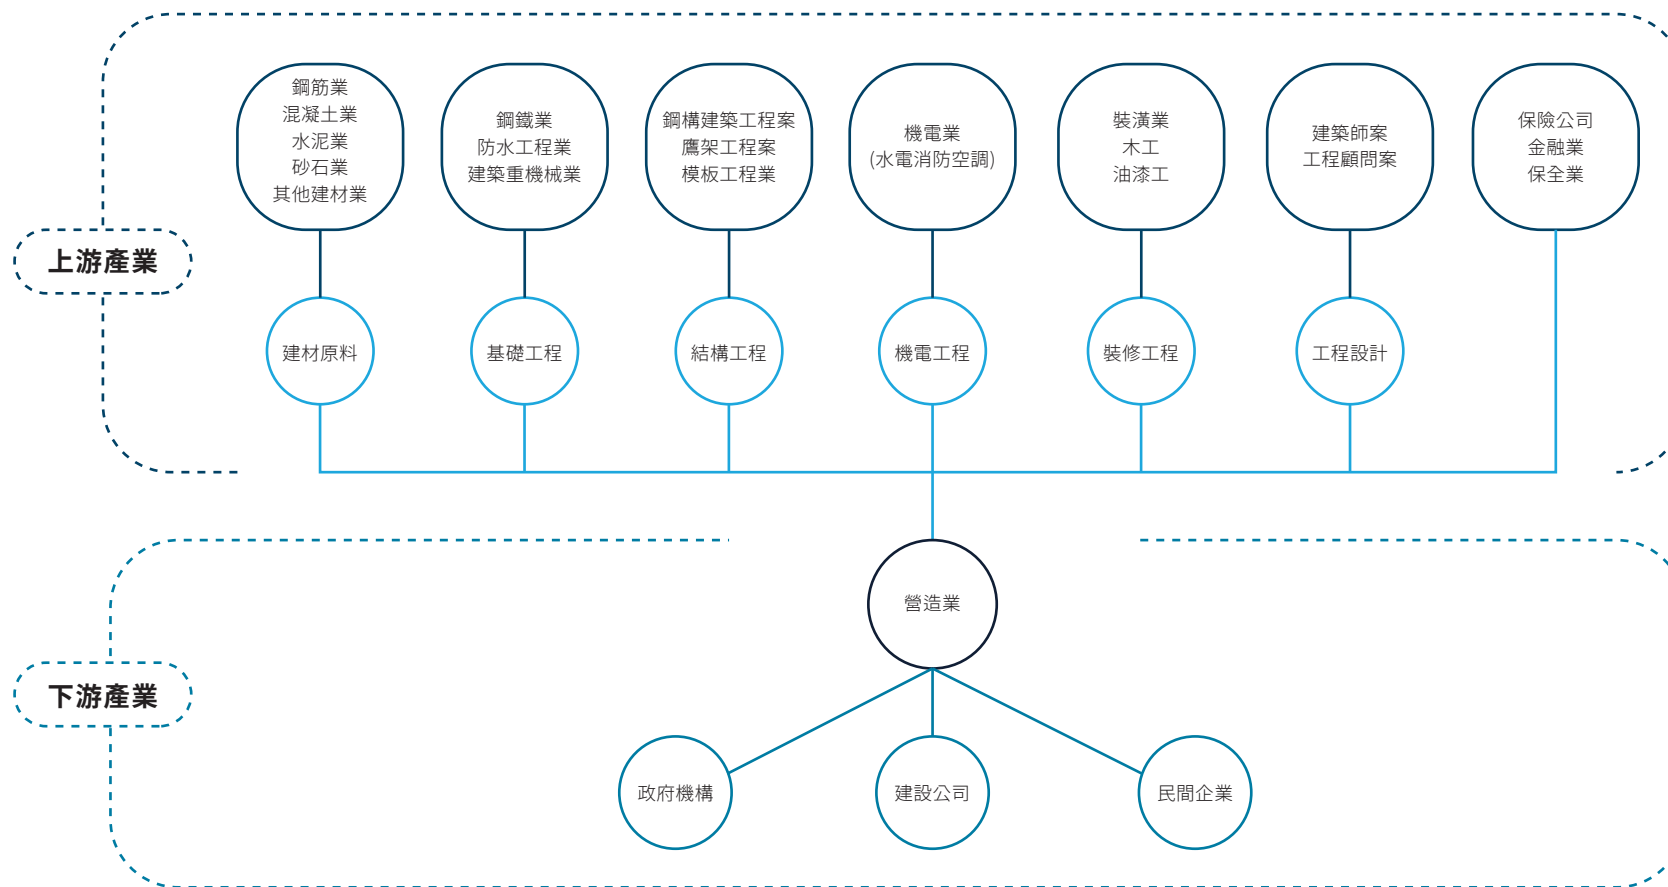 鋼筋業
混凝土業
水泥業
砂石業
其他建材業
鋼鐵業
防水工程業
建築重機械業
鋼構建築工程案
鷹架工程案
模板工程業
機電業
(水電消防空調)
裝潢業
木工
油漆工
建築師案
工程顧問案
保險公司
金融業
保全業
上游產業
建材原料
基礎工程
結構工程
機電工程
裝修工程
工程設計
營造業
下游產業
政府機構
建設公司
民間企業